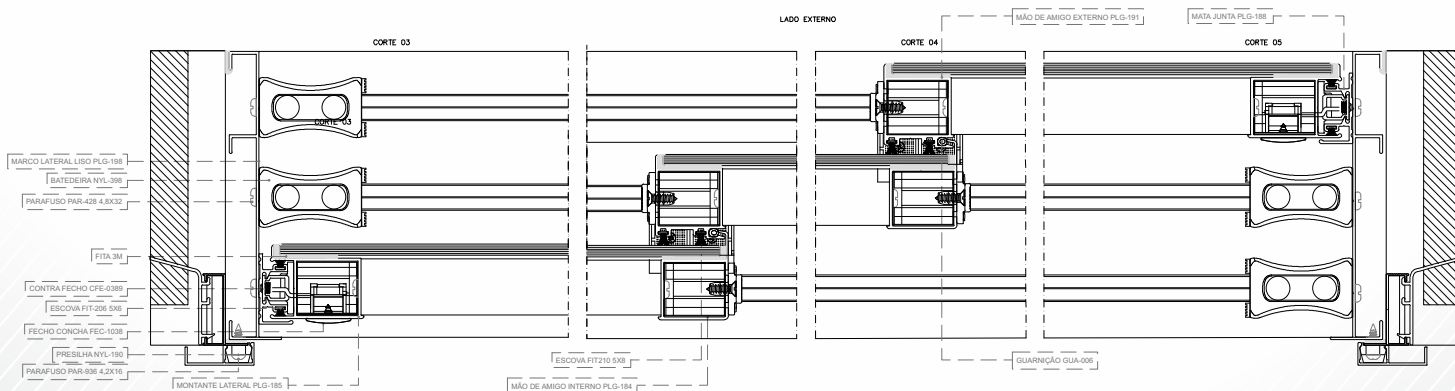 LADO EXTERNO
MÃO DE AMIGO EXTERNO PLG-191
MATA JUNTA PLG-188
CORTE 03
CORTE 04
CORTE 05
CORTE 03
MARCO LATERAL LISO PLG-198
BATEDEIRA NYL-398
PARAFUSO PAR-428 4,8X32
FITA 3M
CONTRA FECHO CFE-0389
ESCOVA FIT-206 5X6
FECHO CONCHA FEC-1038
PRESILHA NYL-190
PARAFUSO PAR-936 4,2X16
MONTANTE LATERAL PLG-185
ESCOVA FIT210 5X8
MÃO DE AMIGO INTERNO PLG-184
GUARNIÇÃO GUA-006